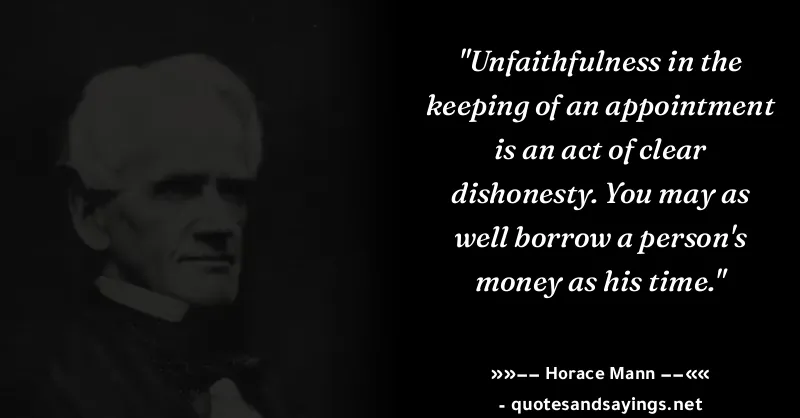 "Unfaithfulness in the
keeping of an appointment
is an act of clear
dishonesty. You may as
well borrow a person's
money as his time."
»»−− Horace Mann −−««
- quotesandsayings.net